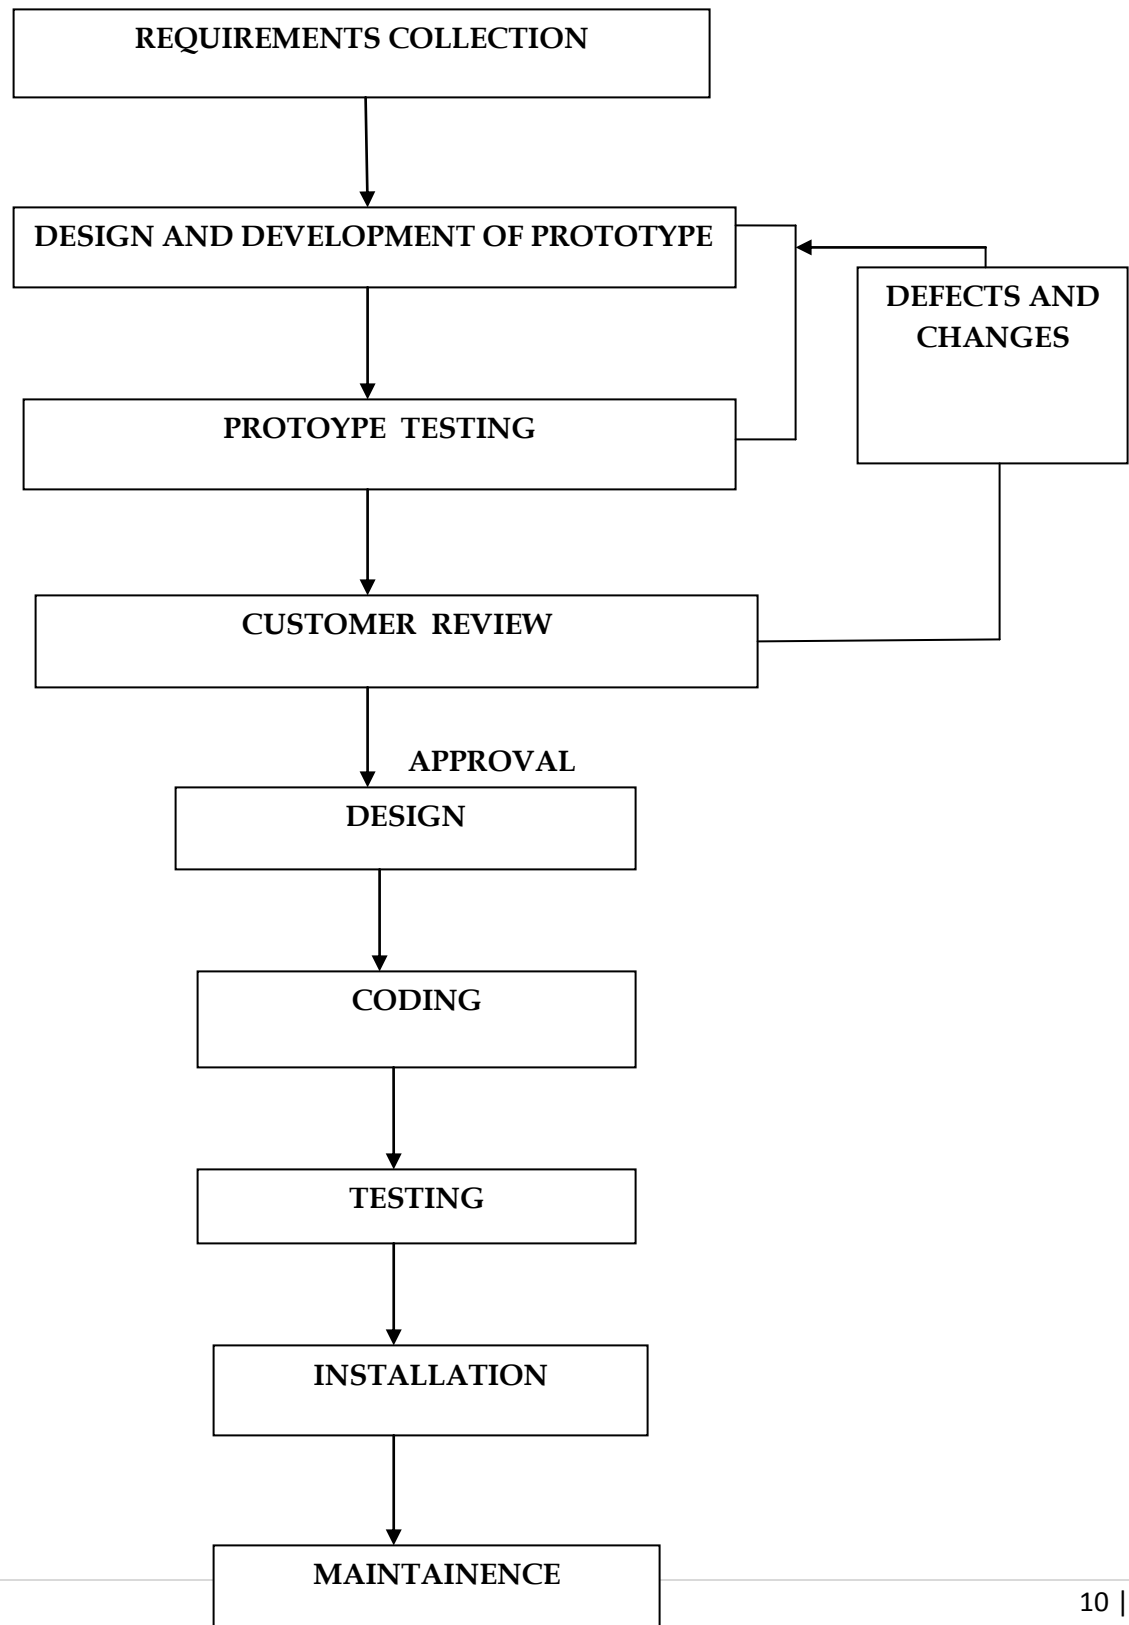 REQUIREMENTS COLLECTION
DESIGN AND DEVELOPMENT OF PROTOTYPE
DEFECTS AND
CHANGES
PROTOYPE TESTING
CUSTOMER REVIEW
APPROVAL
DESIGN
CODING
TESTING
INSTALLATION
MAINTAINENCE
10 |